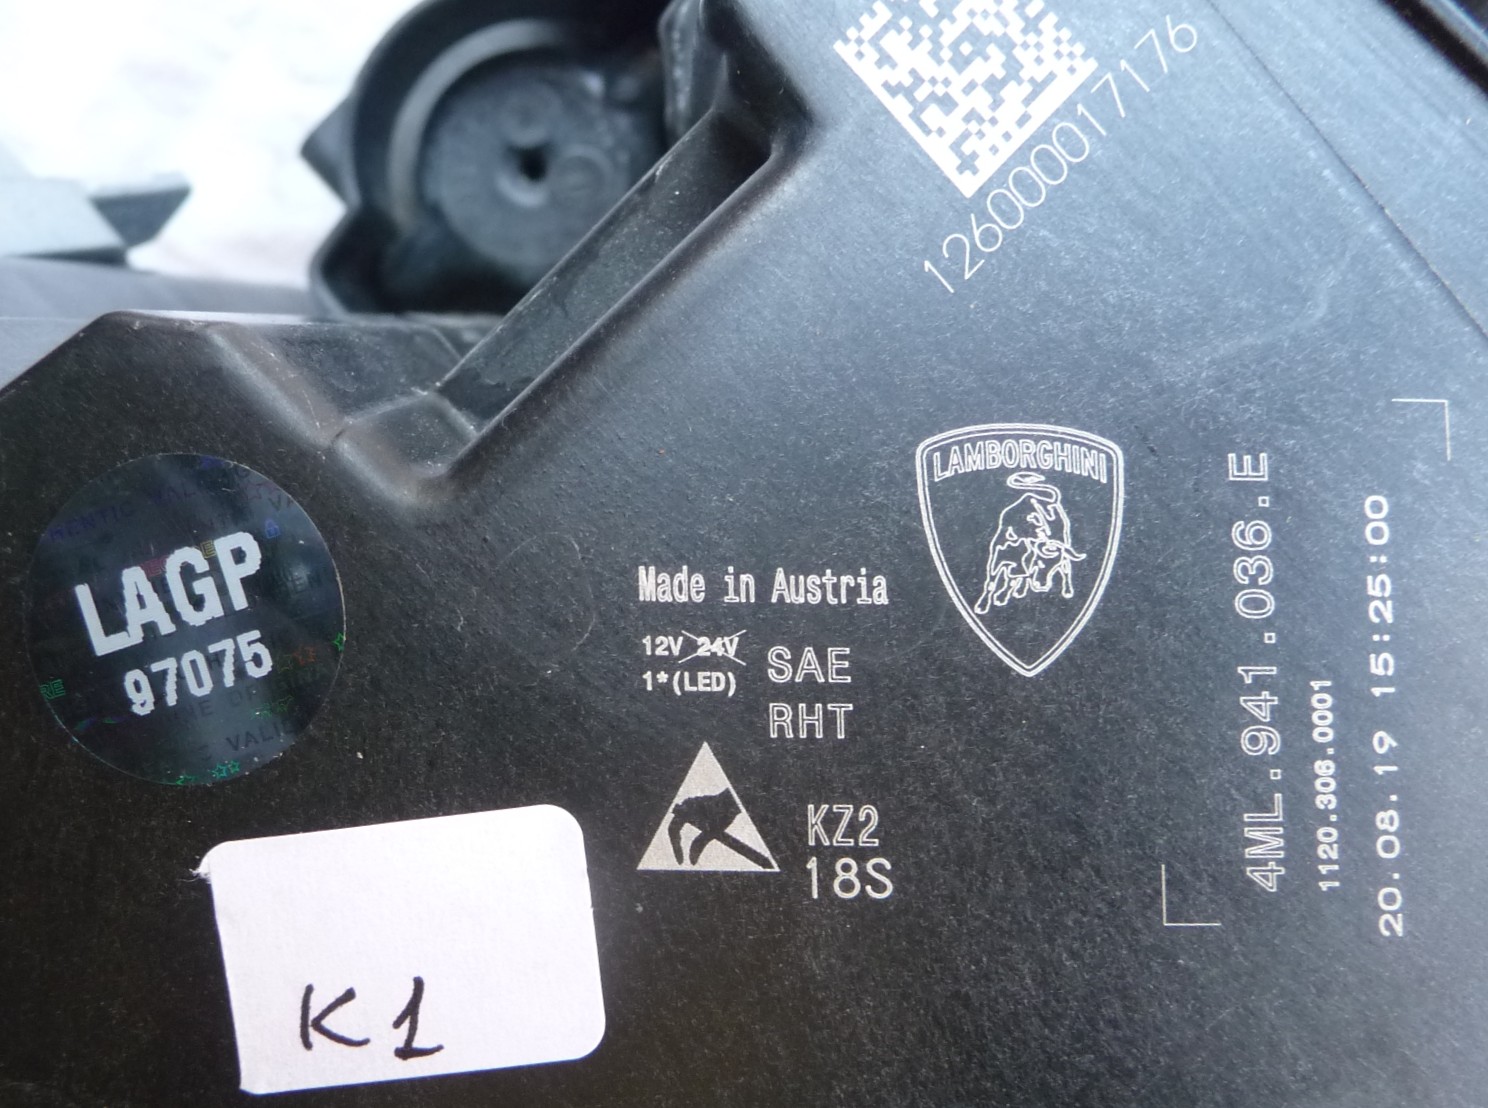 12600001717176
LAMBORGHINI
LAGP
97075
Made in Austria
12V 24V
1*(LED)
SAE
RHT
KZ2
18S
4ML.941.036.E
1120.306.0001
20.08.19 15:25:00
K1